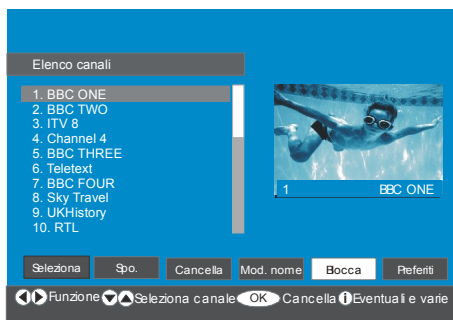 Elenco canali
1. BBC ONE
2. BBC TWO
3. ITV 8
4. Channel 4
5. BBC THREE
6. Teletext
7. BBC FOUR
8. Sky Travel
9. UKHistory
10. RTL
1 BBC ONE
Seleziona Spo. Cancella Mod. nome Blocca Preferiti
Funzione Seleziona canale OK Cancella i Eventuali e varie